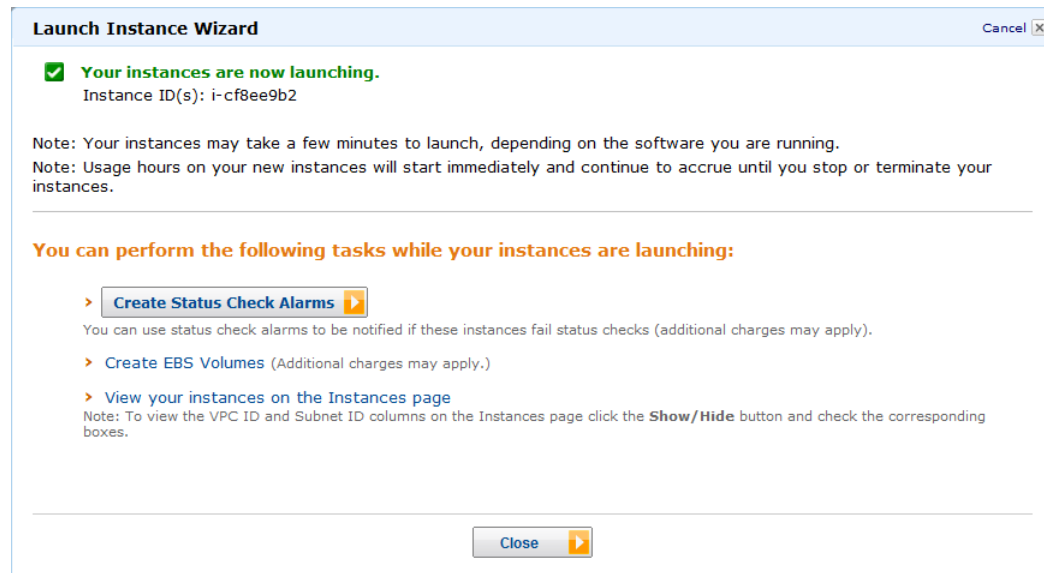 Launch Instance Wizard
Cancel
Your instances are now launching.
Instance ID(s): i-cf8ee9b2
Note: Your instances may take a few minutes to launch, depending on the software you are running.
Note: Usage hours on your new instances will start immediately and continue to accrue until you stop or terminate your
instances.
You can perform the following tasks while your instances are launching:
> Create Status Check Alarms
You can use status check alarms to be notified if these instances fail status checks (additional charges may apply).
> Create EBS Volumes (Additional charges may apply.)
> View your instances on the Instances page
Note: To view the VPC ID and Subnet ID columns on the Instances page click the Show/Hide button and check the corresponding
boxes.
Close